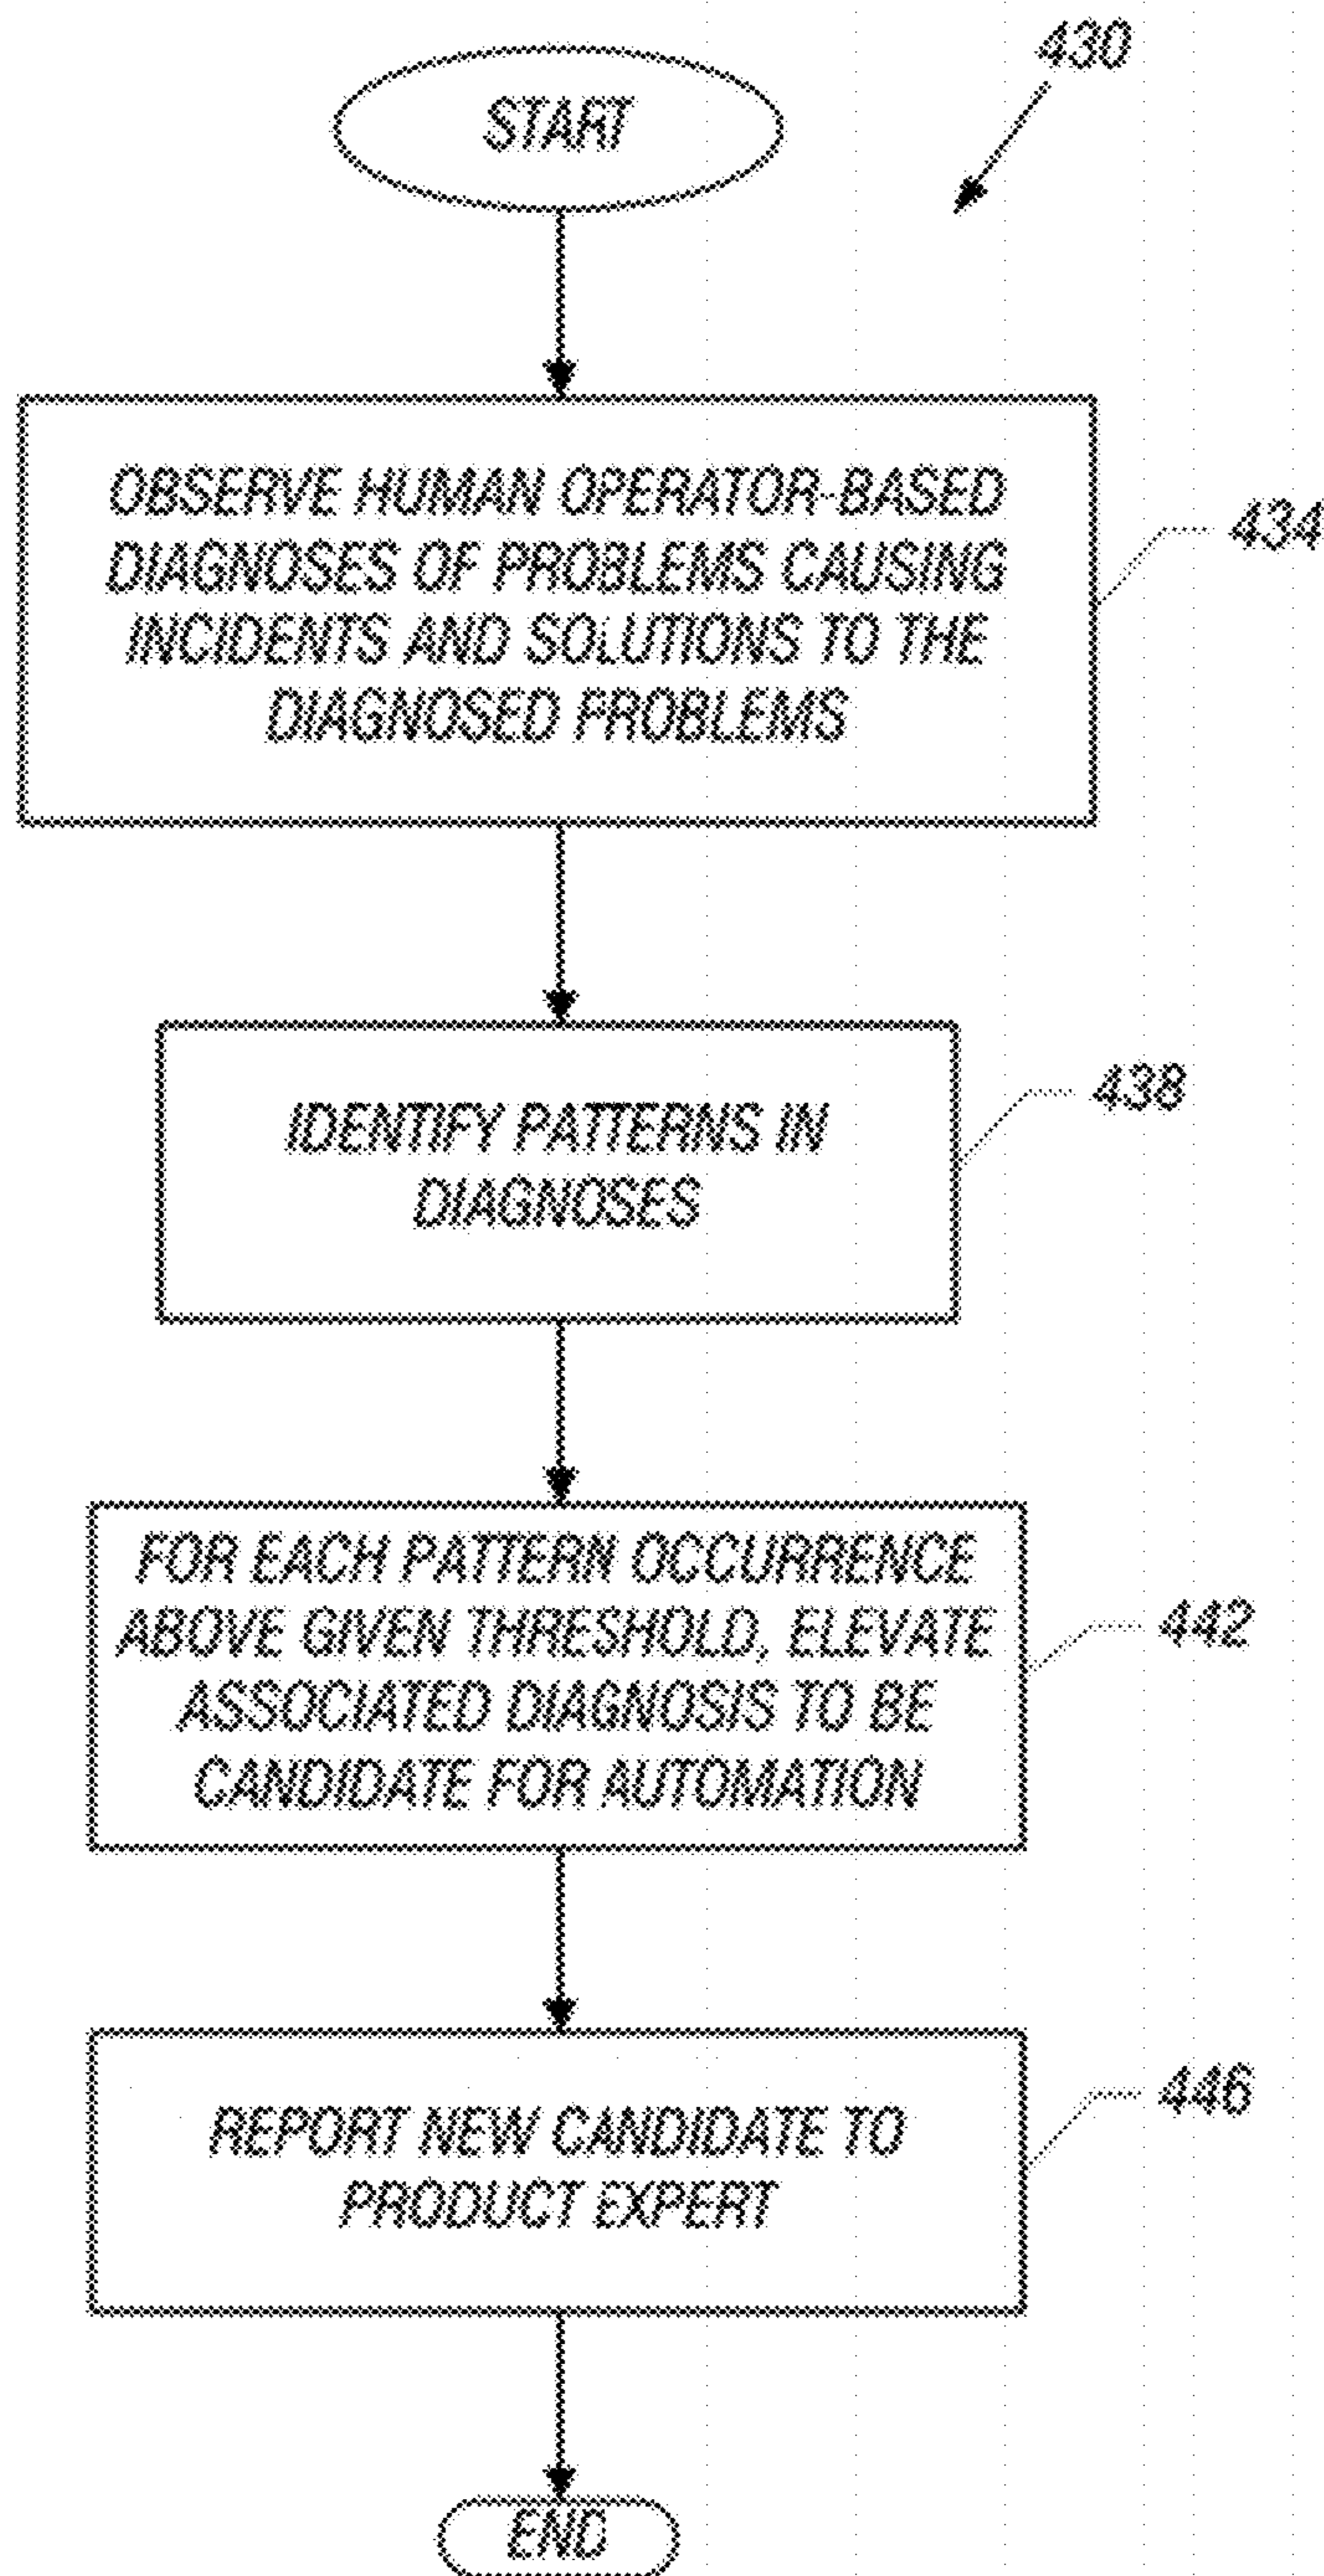 START
430
OBSERVE HUMAN OPERATOR-BASED
DIAGNOSES OF PROBLEMS CAUSING
INCIDENTS AND SOLUTIONS TO THE
DIAGNOSED PROBLEMS
434
IDENTIFY PATTERNS IN
DIAGNOSES
438
FOR EACH PATTERN OCCURRENCE
ABOVE GIVEN THRESHOLD, ELEVATE
ASSOCIATED DIAGNOSIS TO BE
CANDIDATE FOR AUTOMATION
442
REPORT NEW CANDIDATE TO
PRODUCT EXPERT
446
END